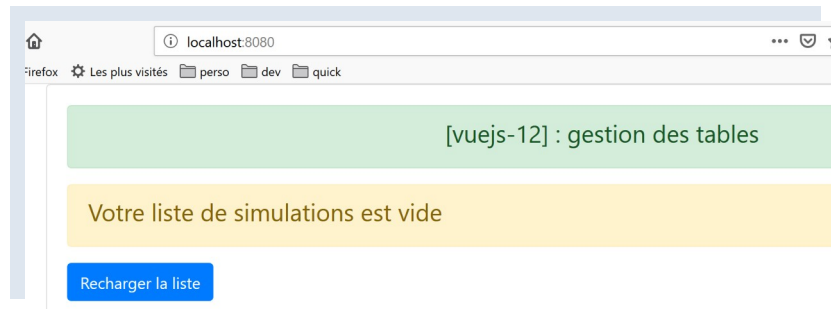 localhost:8080
Firefox Les plus visités perso dev quick
[vuejs-12] : gestion des tables
Votre liste de simulations est vide
Recharger la liste